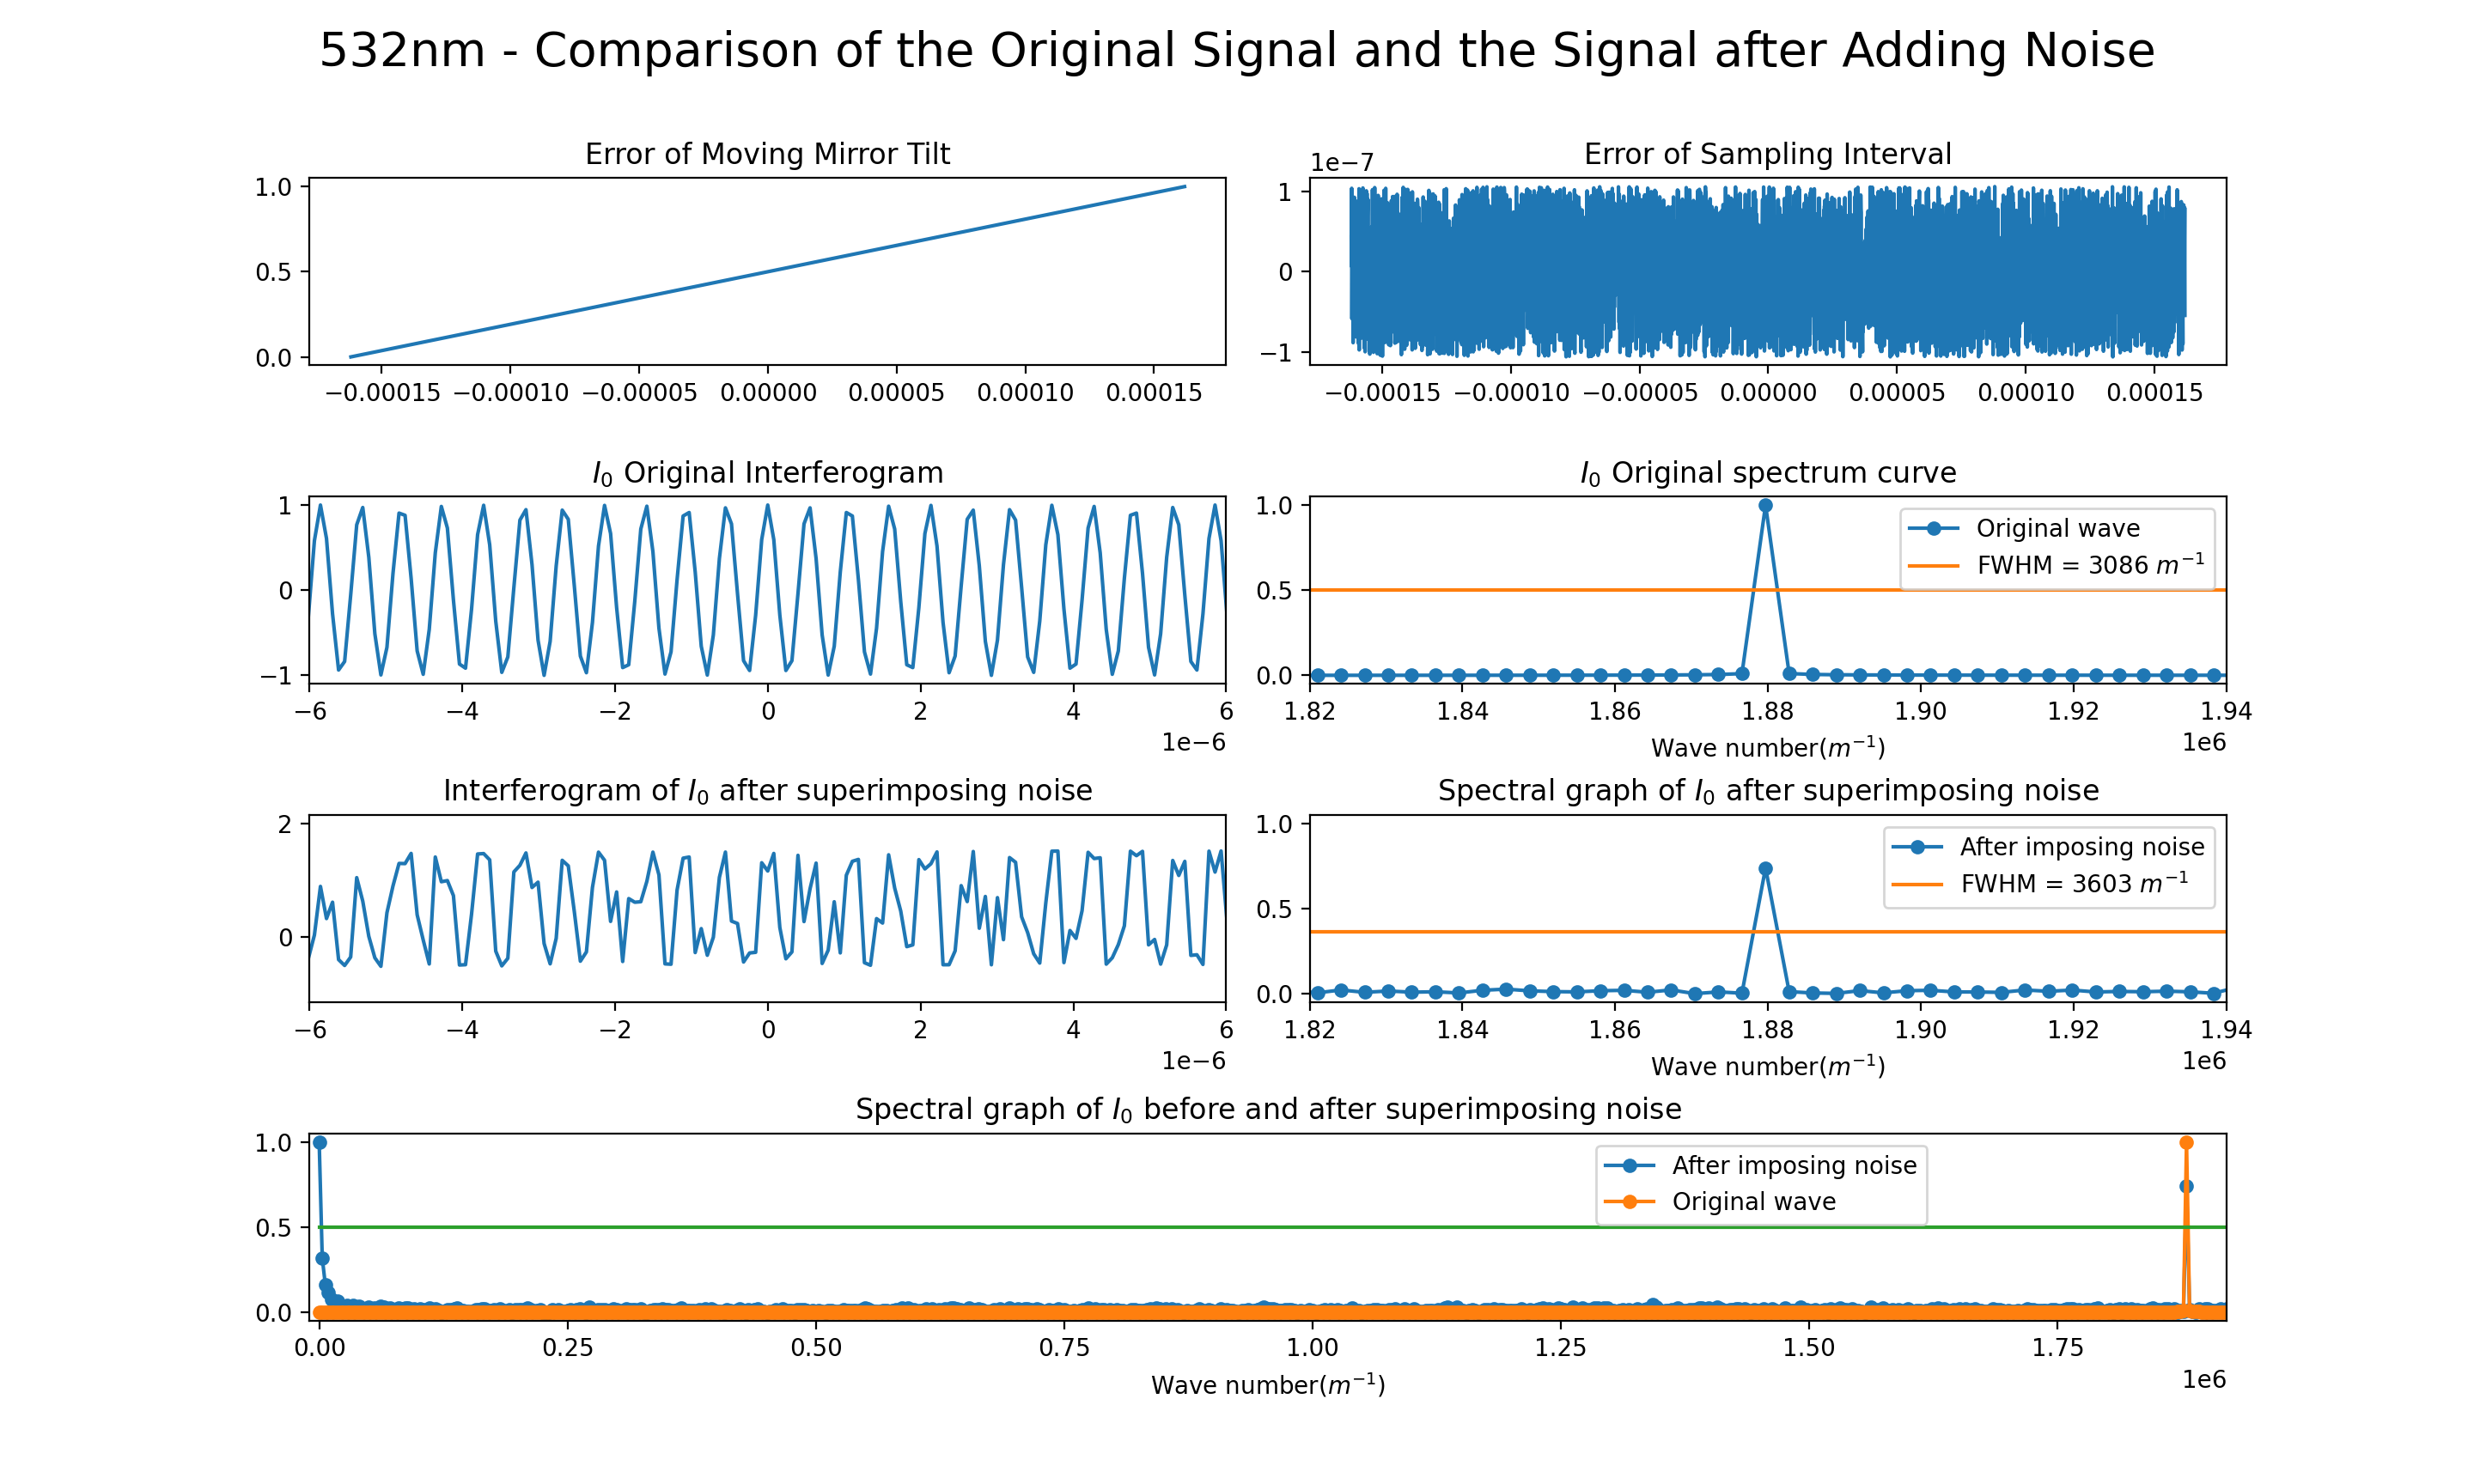 532nm - Comparison of the Original Signal and the Signal after Adding Noise
Error of Moving Mirror Tilt
1.0
0.5
0.0
−0.00015 −0.00010 −0.00005 0.00000 0.00005 0.00010 0.00015
Error of Sampling Interval
1e−7
1
0
−1
−0.00015 −0.00010 −0.00005 0.00000 0.00005 0.00010 0.00015
I₀ Original Interferogram
1
0
−1
−6 −4 −2 0 2 4 6
1e−6
I₀ Original spectrum curve
1.0
0.5
0.0
Original wave
FWHM = 3086 m⁻¹
1.82 1.84 1.86 1.88 1.90 1.92 1.94
Wave number(m⁻¹)
1e6
Interferogram of I₀ after superimposing noise
2
0
−6 −4 −2 0 2 4 6
1e−6
Spectral graph of I₀ after superimposing noise
1.0
0.5
0.0
After imposing noise
FWHM = 3603 m⁻¹
1.82 1.84 1.86 1.88 1.90 1.92 1.94
Wave number(m⁻¹)
1e6
Spectral graph of I₀ before and after superimposing noise
1.0
0.5
0.0
After imposing noise
Original wave
0.00 0.25 0.50 0.75 1.00 1.25 1.50 1.75
Wave number(m⁻¹)
1e6